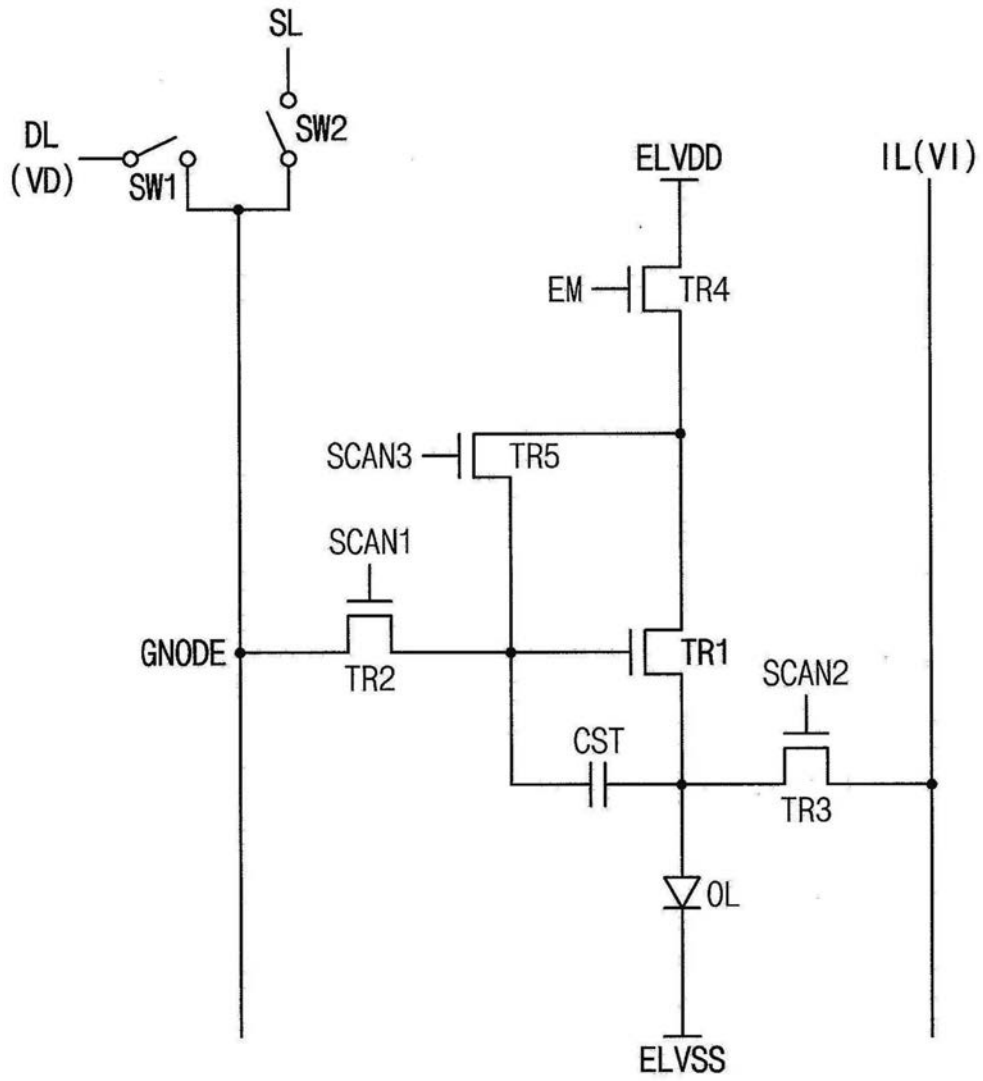 SL
SW2
DL
(VD)
SW1
ELVDD
IL(VI)
EM
TR4
SCAN3
TR5
SCAN1
GNODE
TR2
TR1
SCAN2
CST
TR3
OL
ELVSS